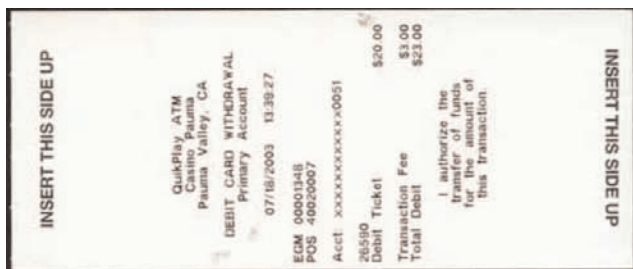 INSERT THIS SIDE UP
QuikPlay ATM
Casino Pauma
Pauma Valley, CA
DEBIT CARD WITHDRAWAL
Primary Account
07/18/2003 13:39:27
EGM 00001348
POS 40020007
Acct xxxxxxxxxxxx0051
26590
Debit Ticket $20.00
Transaction Fee $3.00
Total Debit $23.00
I authorize the
transfer of funds
for the amount of
this transaction.
INSERT THIS SIDE UP